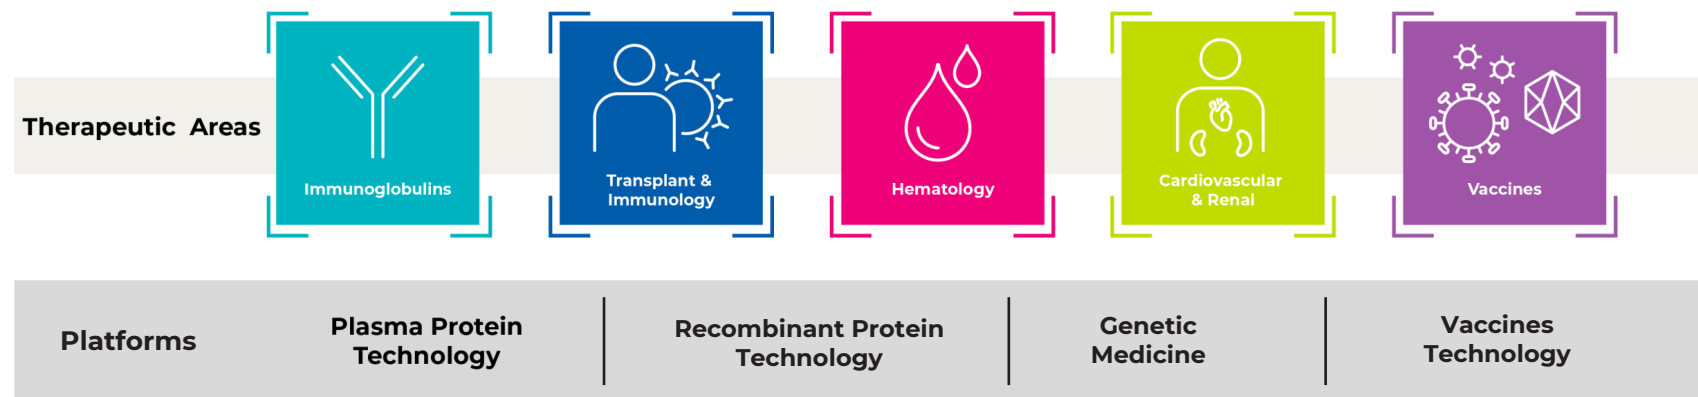 Therapeutic Areas
Immunoglobulins
Transplant &
Immunology
Hematology
Cardiovascular
& Renal
Vaccines
Platforms
Plasma Protein
Technology
Recombinant Protein
Technology
Genetic
Medicine
Vaccines
Technology